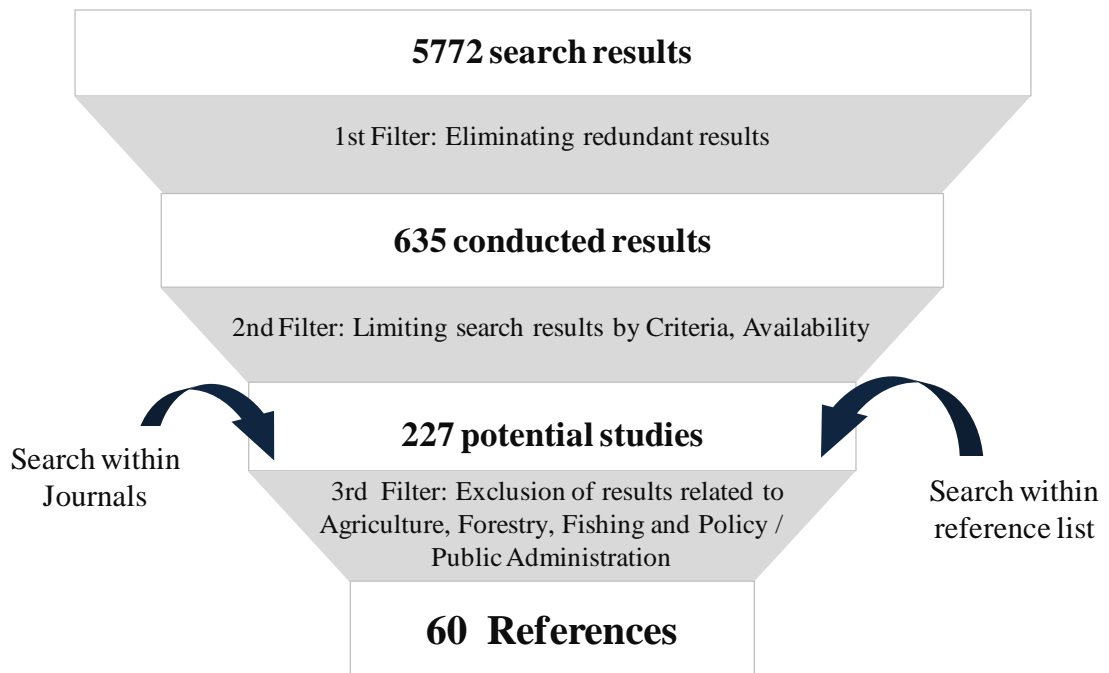 5772 search results
1st Filter: Eliminating redundant results
635 conducted results
2nd Filter: Limiting search results by Criteria, Availability
227 potential studies
Search within
Journals
3rd Filter: Exclusion of results related to
Agriculture, Forestry, Fishing and Policy /
Public Administration
Search within
reference list
60 References